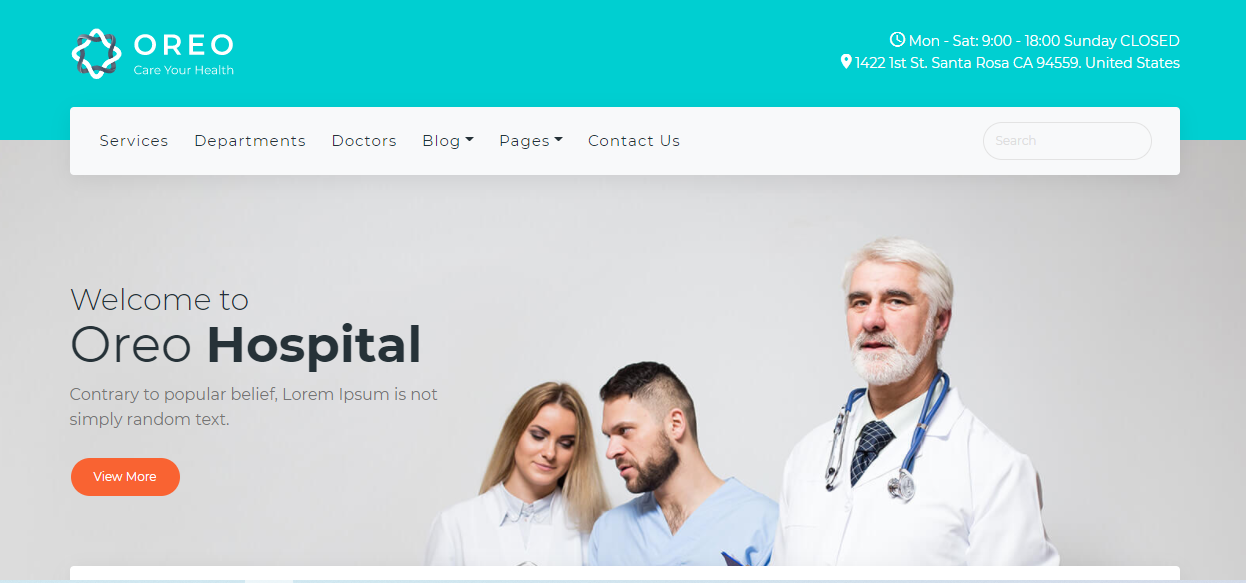 OREO
Care Your Health
Mon - Sat: 9:00 - 18:00 Sunday CLOSED
1422 1st St. Santa Rosa CA 94559. United States
Services Departments Doctors Blog Pages Contact Us Search
Welcome to
Oreo Hospital
Contrary to popular belief, Lorem Ipsum is not
simply random text.
View More